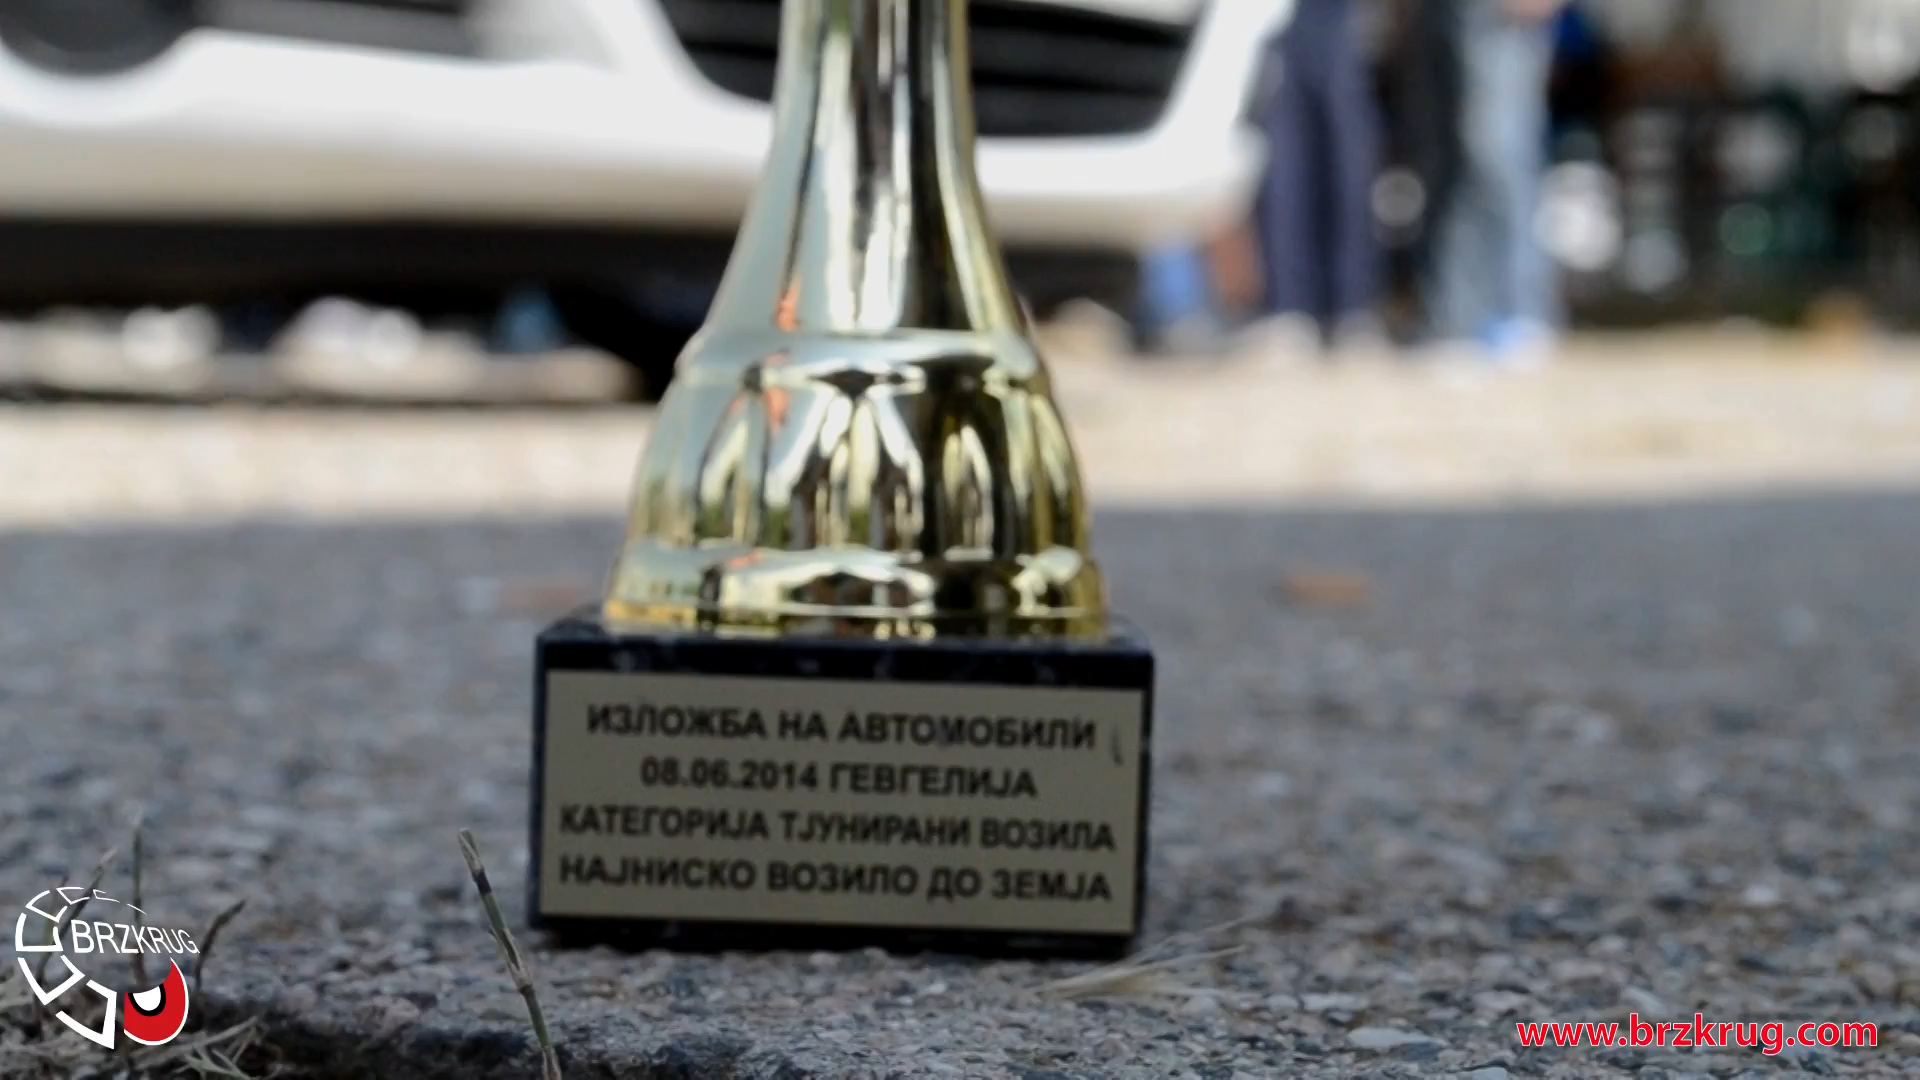 ИЗЛОЖБА НА АВТОМОБИЛИ
08.06.2014 ГЕВГЕЛИЈА
КАТЕГОРИЈА ТЈУНИРАНИ ВОЗИЛА
НАЈНИСКО ВОЗИЛО ДО ЗЕМЈА
BRZKRUG
www.brzkrug.com